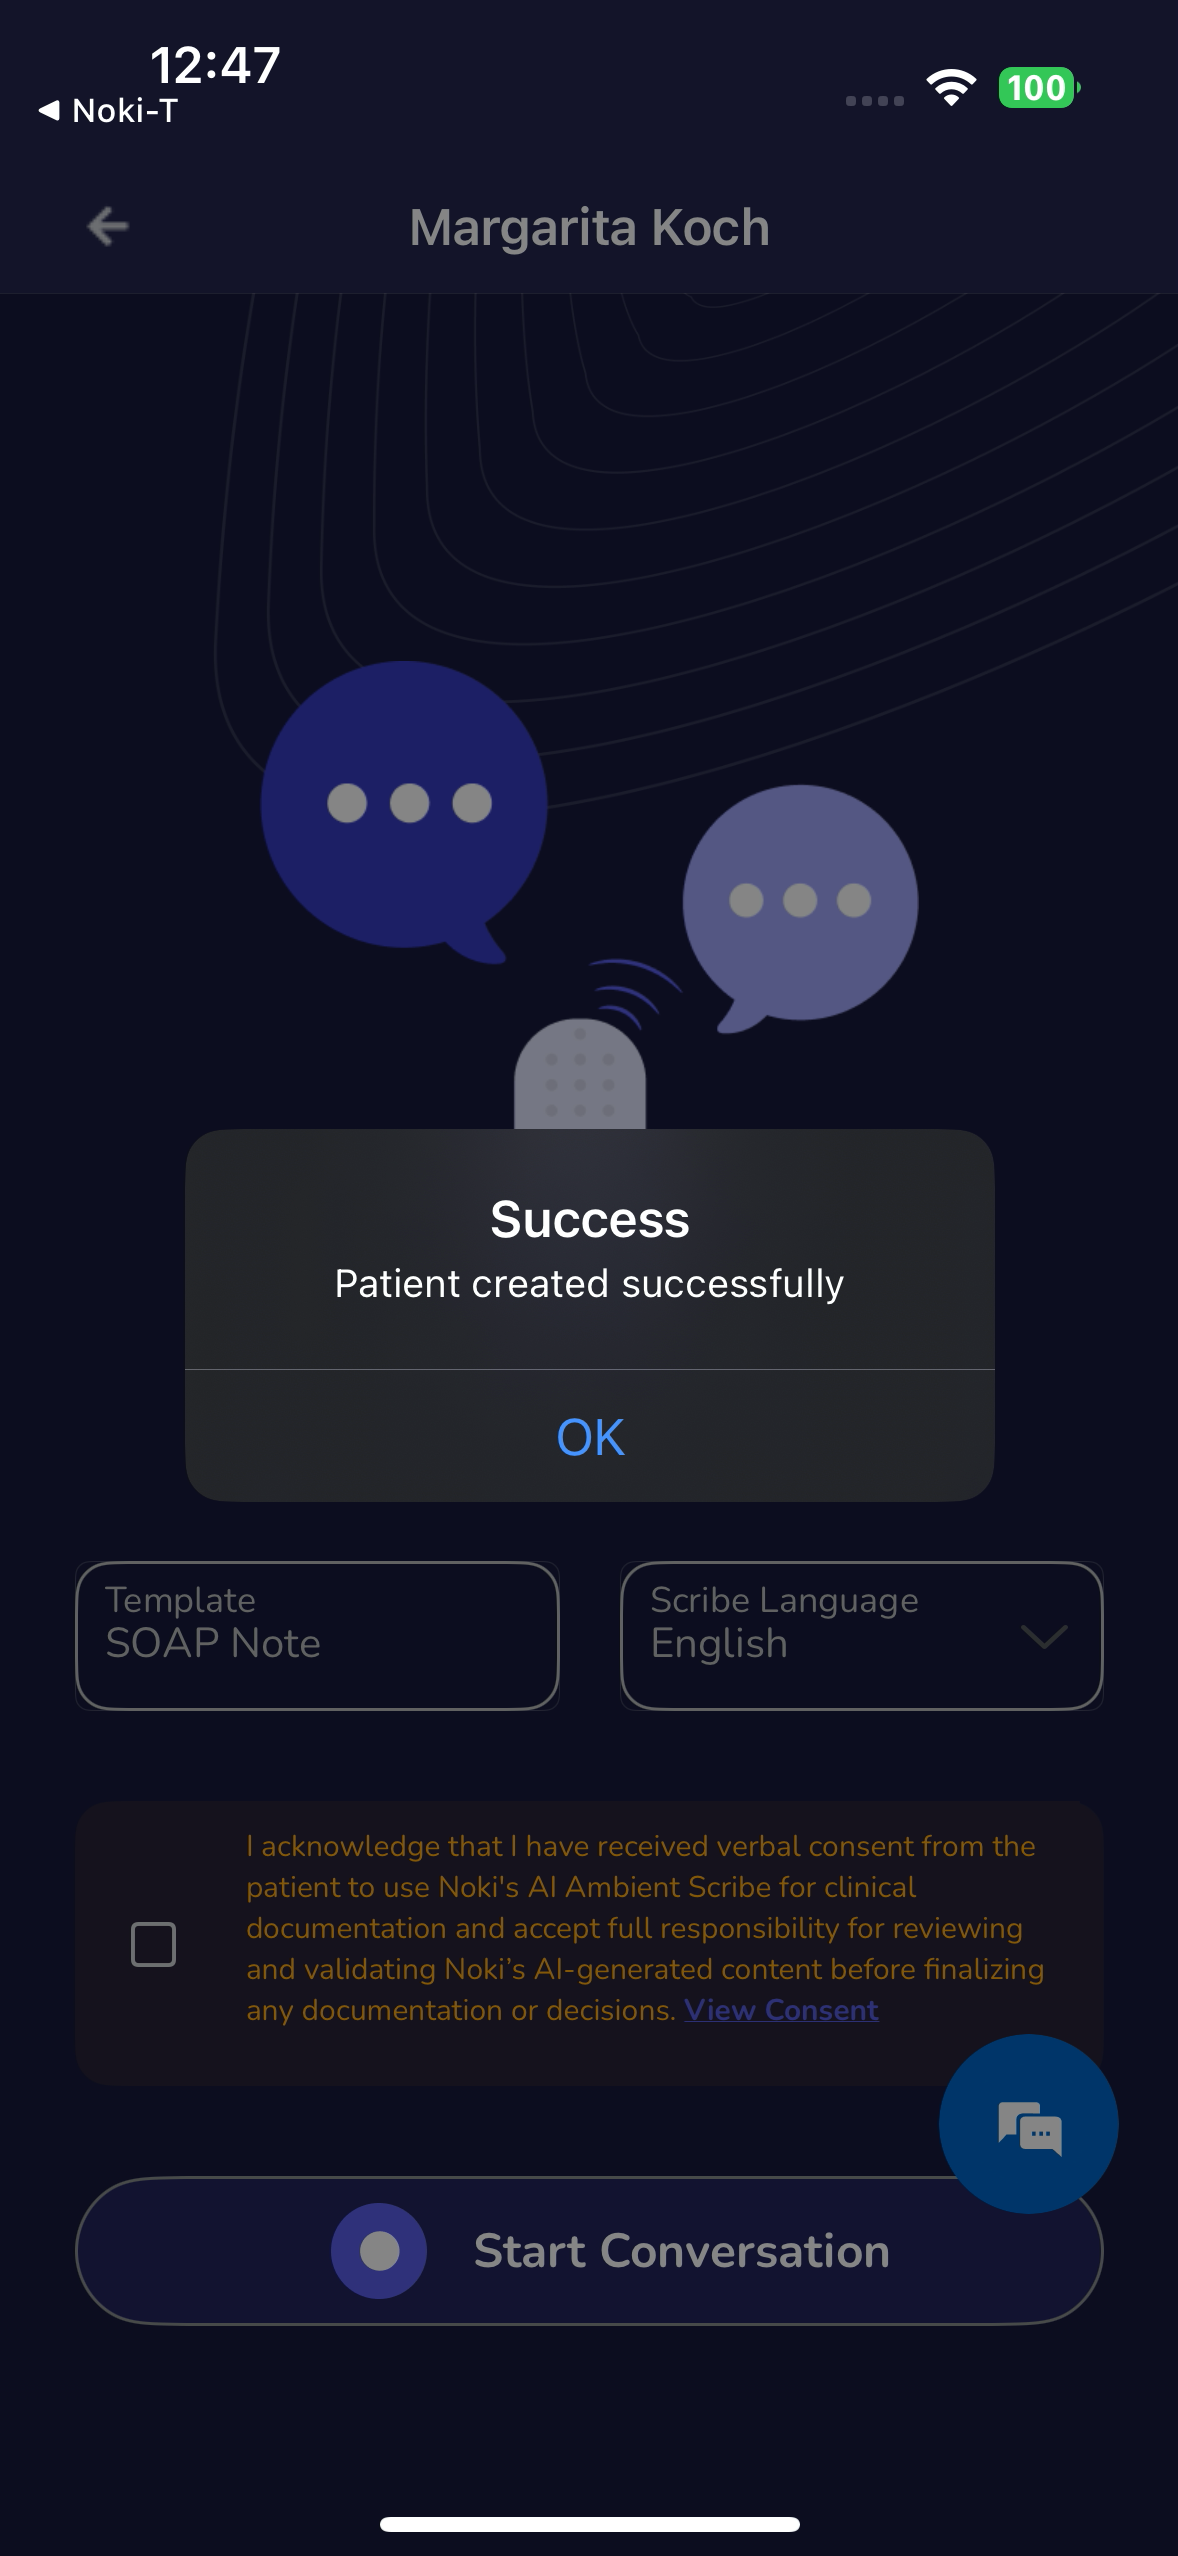 12:47
Noki-T
100
Margarita Koch
Success
Patient created successfully
OK
Template
SOAP Note
Scribe Language
English
I acknowledge that I have received verbal consent from the
patient to use Noki's AI Ambient Scribe for clinical
documentation and accept full responsibility for reviewing
and validating Noki’s AI-generated content before finalizing
any documentation or decisions. View Consent
Start Conversation